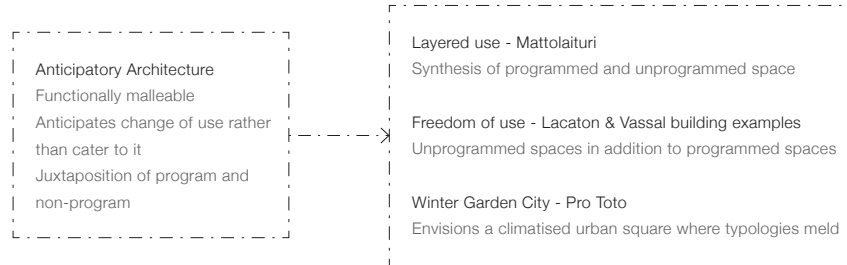 Anticipatory Architecture
Functionally malleable
Anticipates change of use rather
than cater to it
Juxtaposition of program and
non-program
Layered use - Mattolaituri
Synthesis of programmed and unprogrammed space
Freedom of use - Lacaton & Vassal building examples
Unprogrammed spaces in addition to programmed spaces
Winter Garden City - Pro Toto
Envisions a climatised urban square where typologies meld